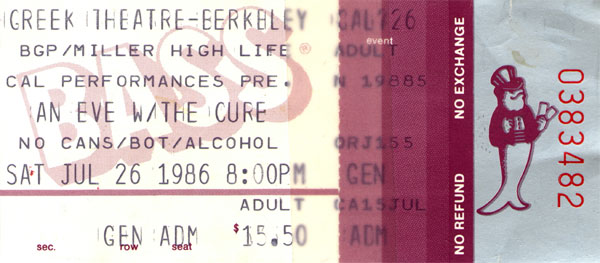 GREEK THEATRE-BERKELEY CAL726
BGP/MILLER HIGH LIFE ADULT
event
CAL PERFORMANCES PRE. N 19885
AN EVE W/THE CURE
NO CANS/BOT/ALCOHOL ORJ155
SAT JUL 26 1986 8:00PM GEN
ADULT CA15JUL
GEN ADM $15.50 ADM
sec. row seat
BASS®
NO REFUND NO EXCHANGE
0383482